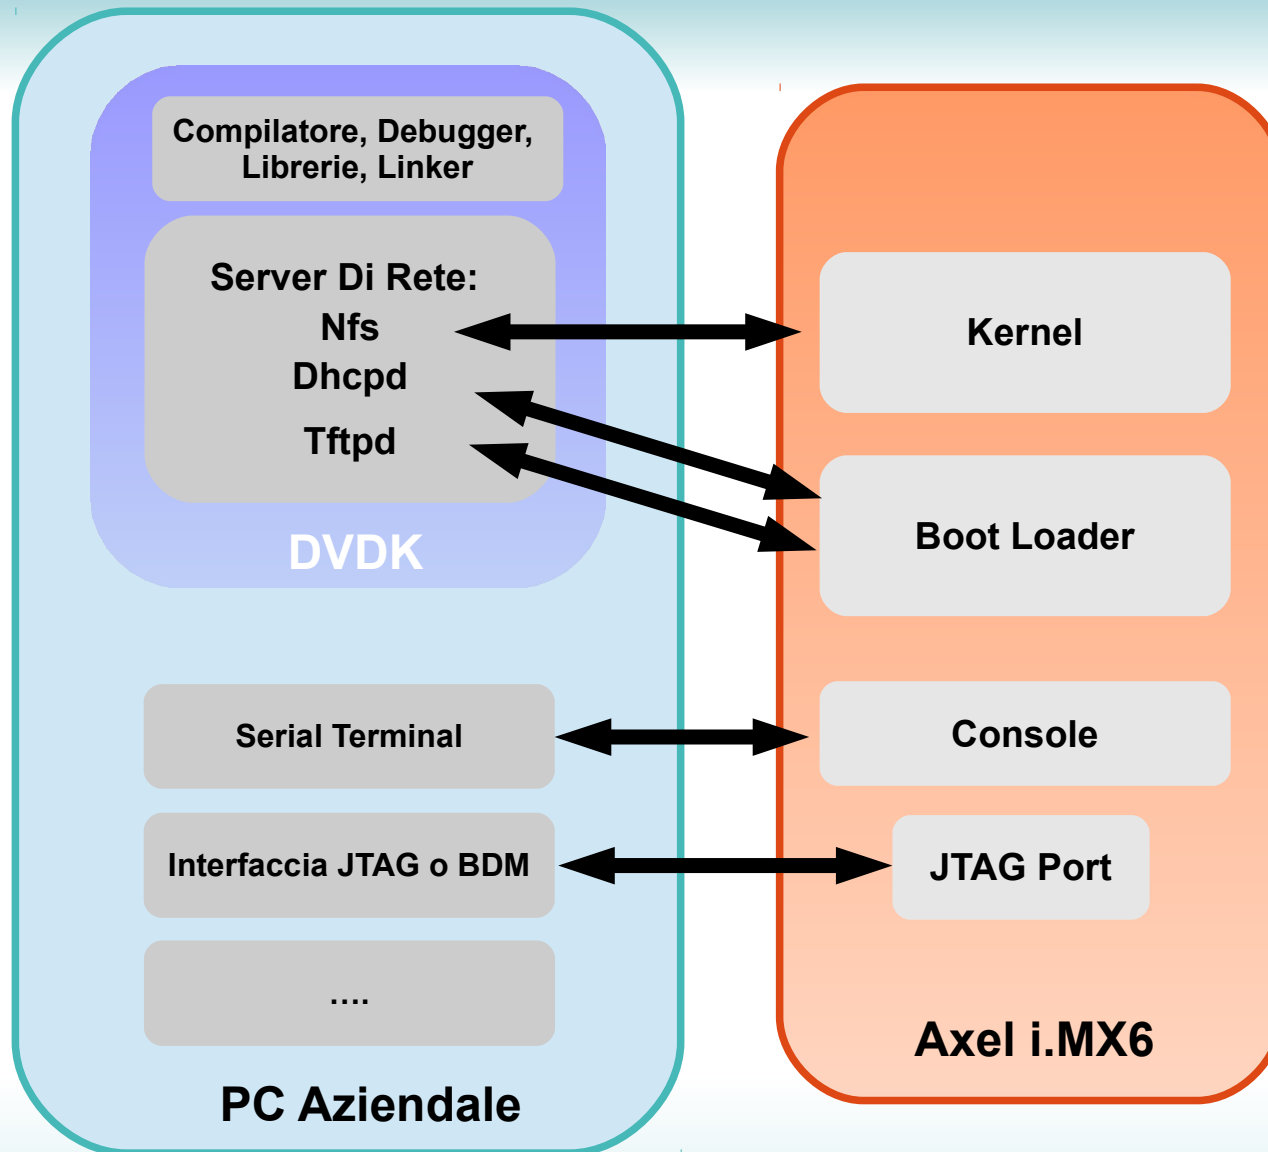 Compilatore, Debugger,
Librerie, Linker
Server Di Rete:
Nfs
Dhcpd
Tftpd
DVDK
Serial Terminal
Interfaccia JTAG o BDM
....
PC Aziendale
Kernel
Boot Loader
Console
JTAG Port
Axel i.MX6